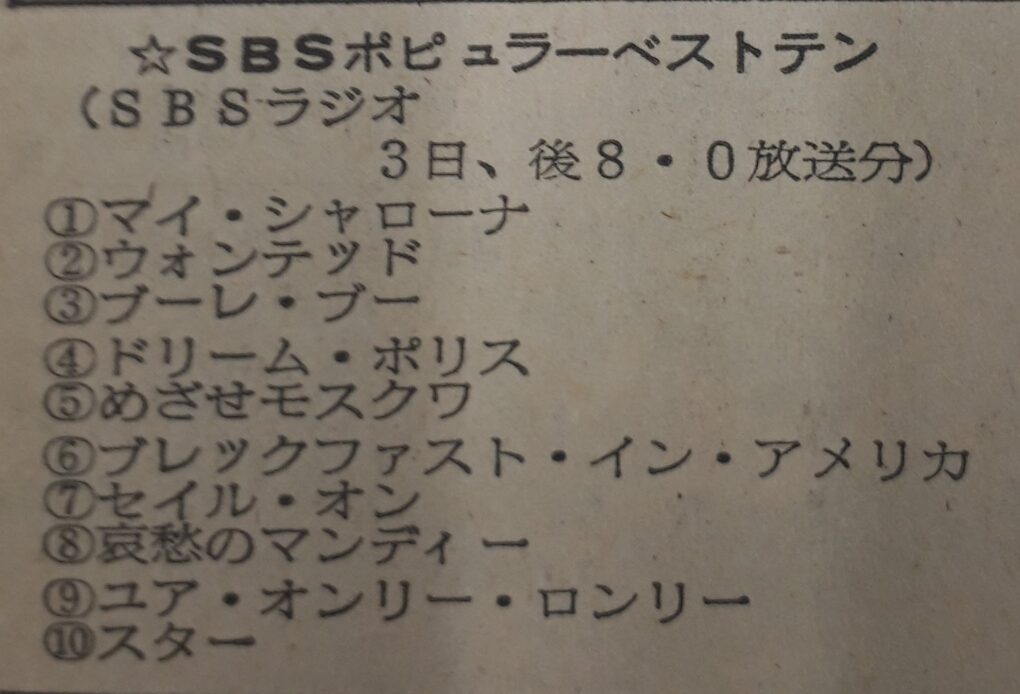 ☆SBSポピュラーベストテン
（SBSラジオ
3日、後8・0放送分）
①マイ・シャローナ
②ウォンテッド
③ブーレ・ブー
④ドリーム・ポリス
⑤めざせモスクワ
⑥ブレックファスト・イン・アメリカ
⑦セイル・オン
⑧哀愁のマンディー
⑨ユア・オンリー・ロンリー
⑩スター